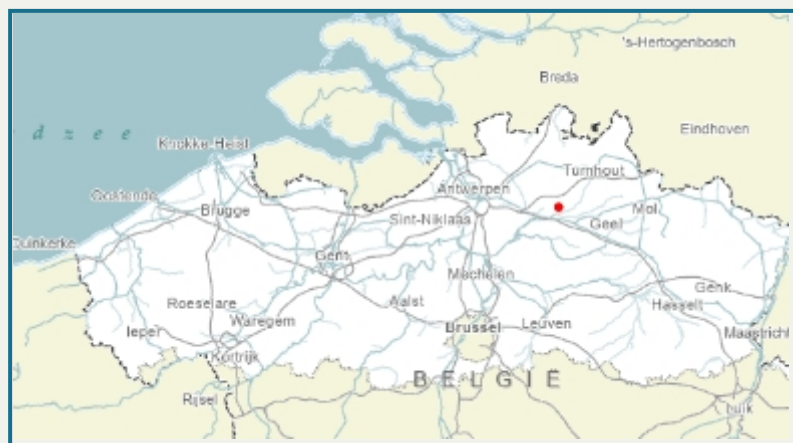 's-Hertogenbosch
Breda
dzee
Eindhoven
Knokke-Heist
Turnhout
Antwerpen
Oostende
Mol
Brugge
Sint-Niklaas
Geel
Duinkerke
Gent
Mechelen
Genk
Roeselare
Aalst
Hasselt
Waregem
Brussel
Leuven
Ieper
Maastricht
Kortrijk
BELGIË
Rijsel
Luik